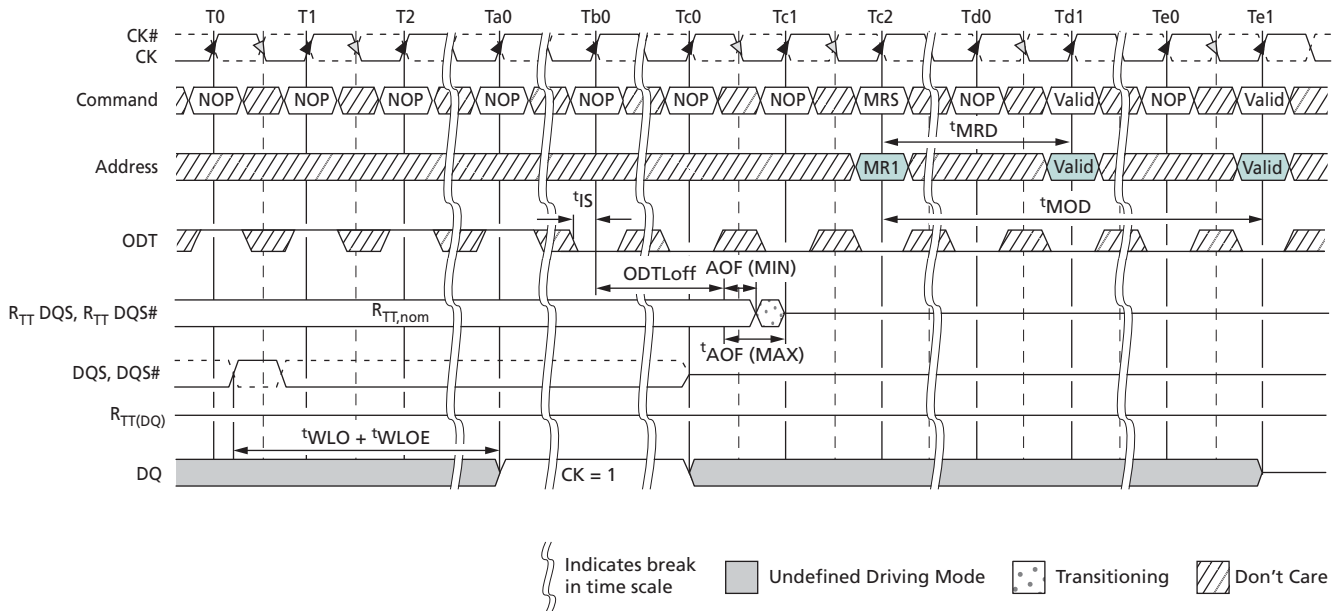 T0 T1 T2 Ta0 Tb0 Tc0 Tc1 Tc2 Td0 Td1 Te0 Te1
CK#
CK
Command NOP NOP NOP NOP NOP NOP NOP MRS NOP Valid NOP Valid
tMRD
Address MR1 Valid Valid
tIS
tMOD
ODT
ODTLoff AOF (MIN)
RTT DQS, RTT DQS# RTT,nom
tAOF (MAX)
DQS, DQS#
RTT(DQ)
tWLO + tWLOE
DQ CK = 1
Indicates break
in time scale
Undefined Driving Mode Transitioning Don't Care